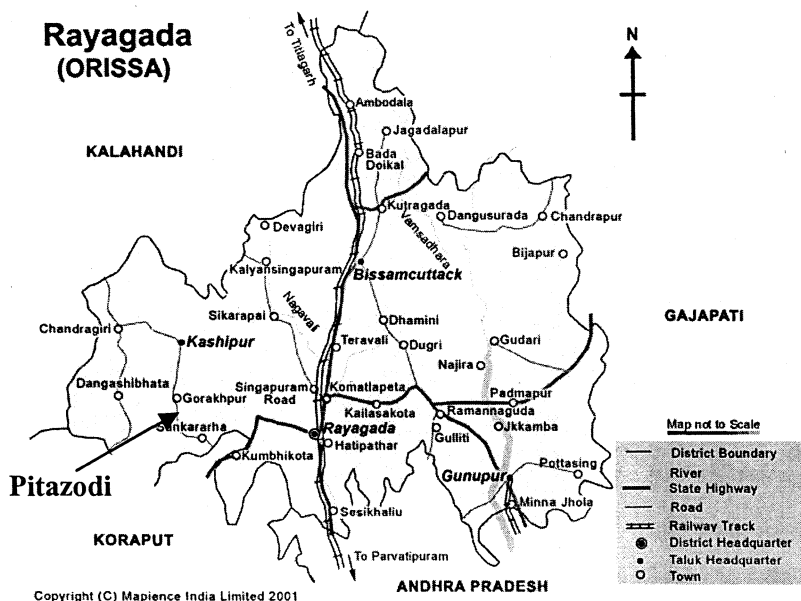 Rayagada
(ORISSA)
To Titlagarh
N
Ambodala
Jagadalapur
KALAHANDI
Bada
Doikal
Kutragada
Dangusurada
Chandrapur
Vamsadhara
Devagiri
Bijapur
Kalyansingapuram
Bissamcuttack
Nagavali
Sikarapai
Dhamini
GAJAPATI
Chandragiri
Kashipur
Teravali
Dugri
Gudari
Najira
Dangashibhata
Singapuram
Road
Komatlapeta
Padmapur
Gorakhpur
Kailasakota
Ramannaguda
Map not to Scale
Sankararha
Rayagada
Jkkamba
Hatipathar
Gulliti
District Boundary
Kumbhikota
Pottasing
River
Pitazodi
Gunupur
State Highway
Minna Jhola
Road
Sesikhaliu
Railway Track
KORAPUT
District Headquarter
To Parvatipuram
Taluk Headquarter
Town
ANDHRA PRADESH
Copyright (C) Mapience India Limited 2001